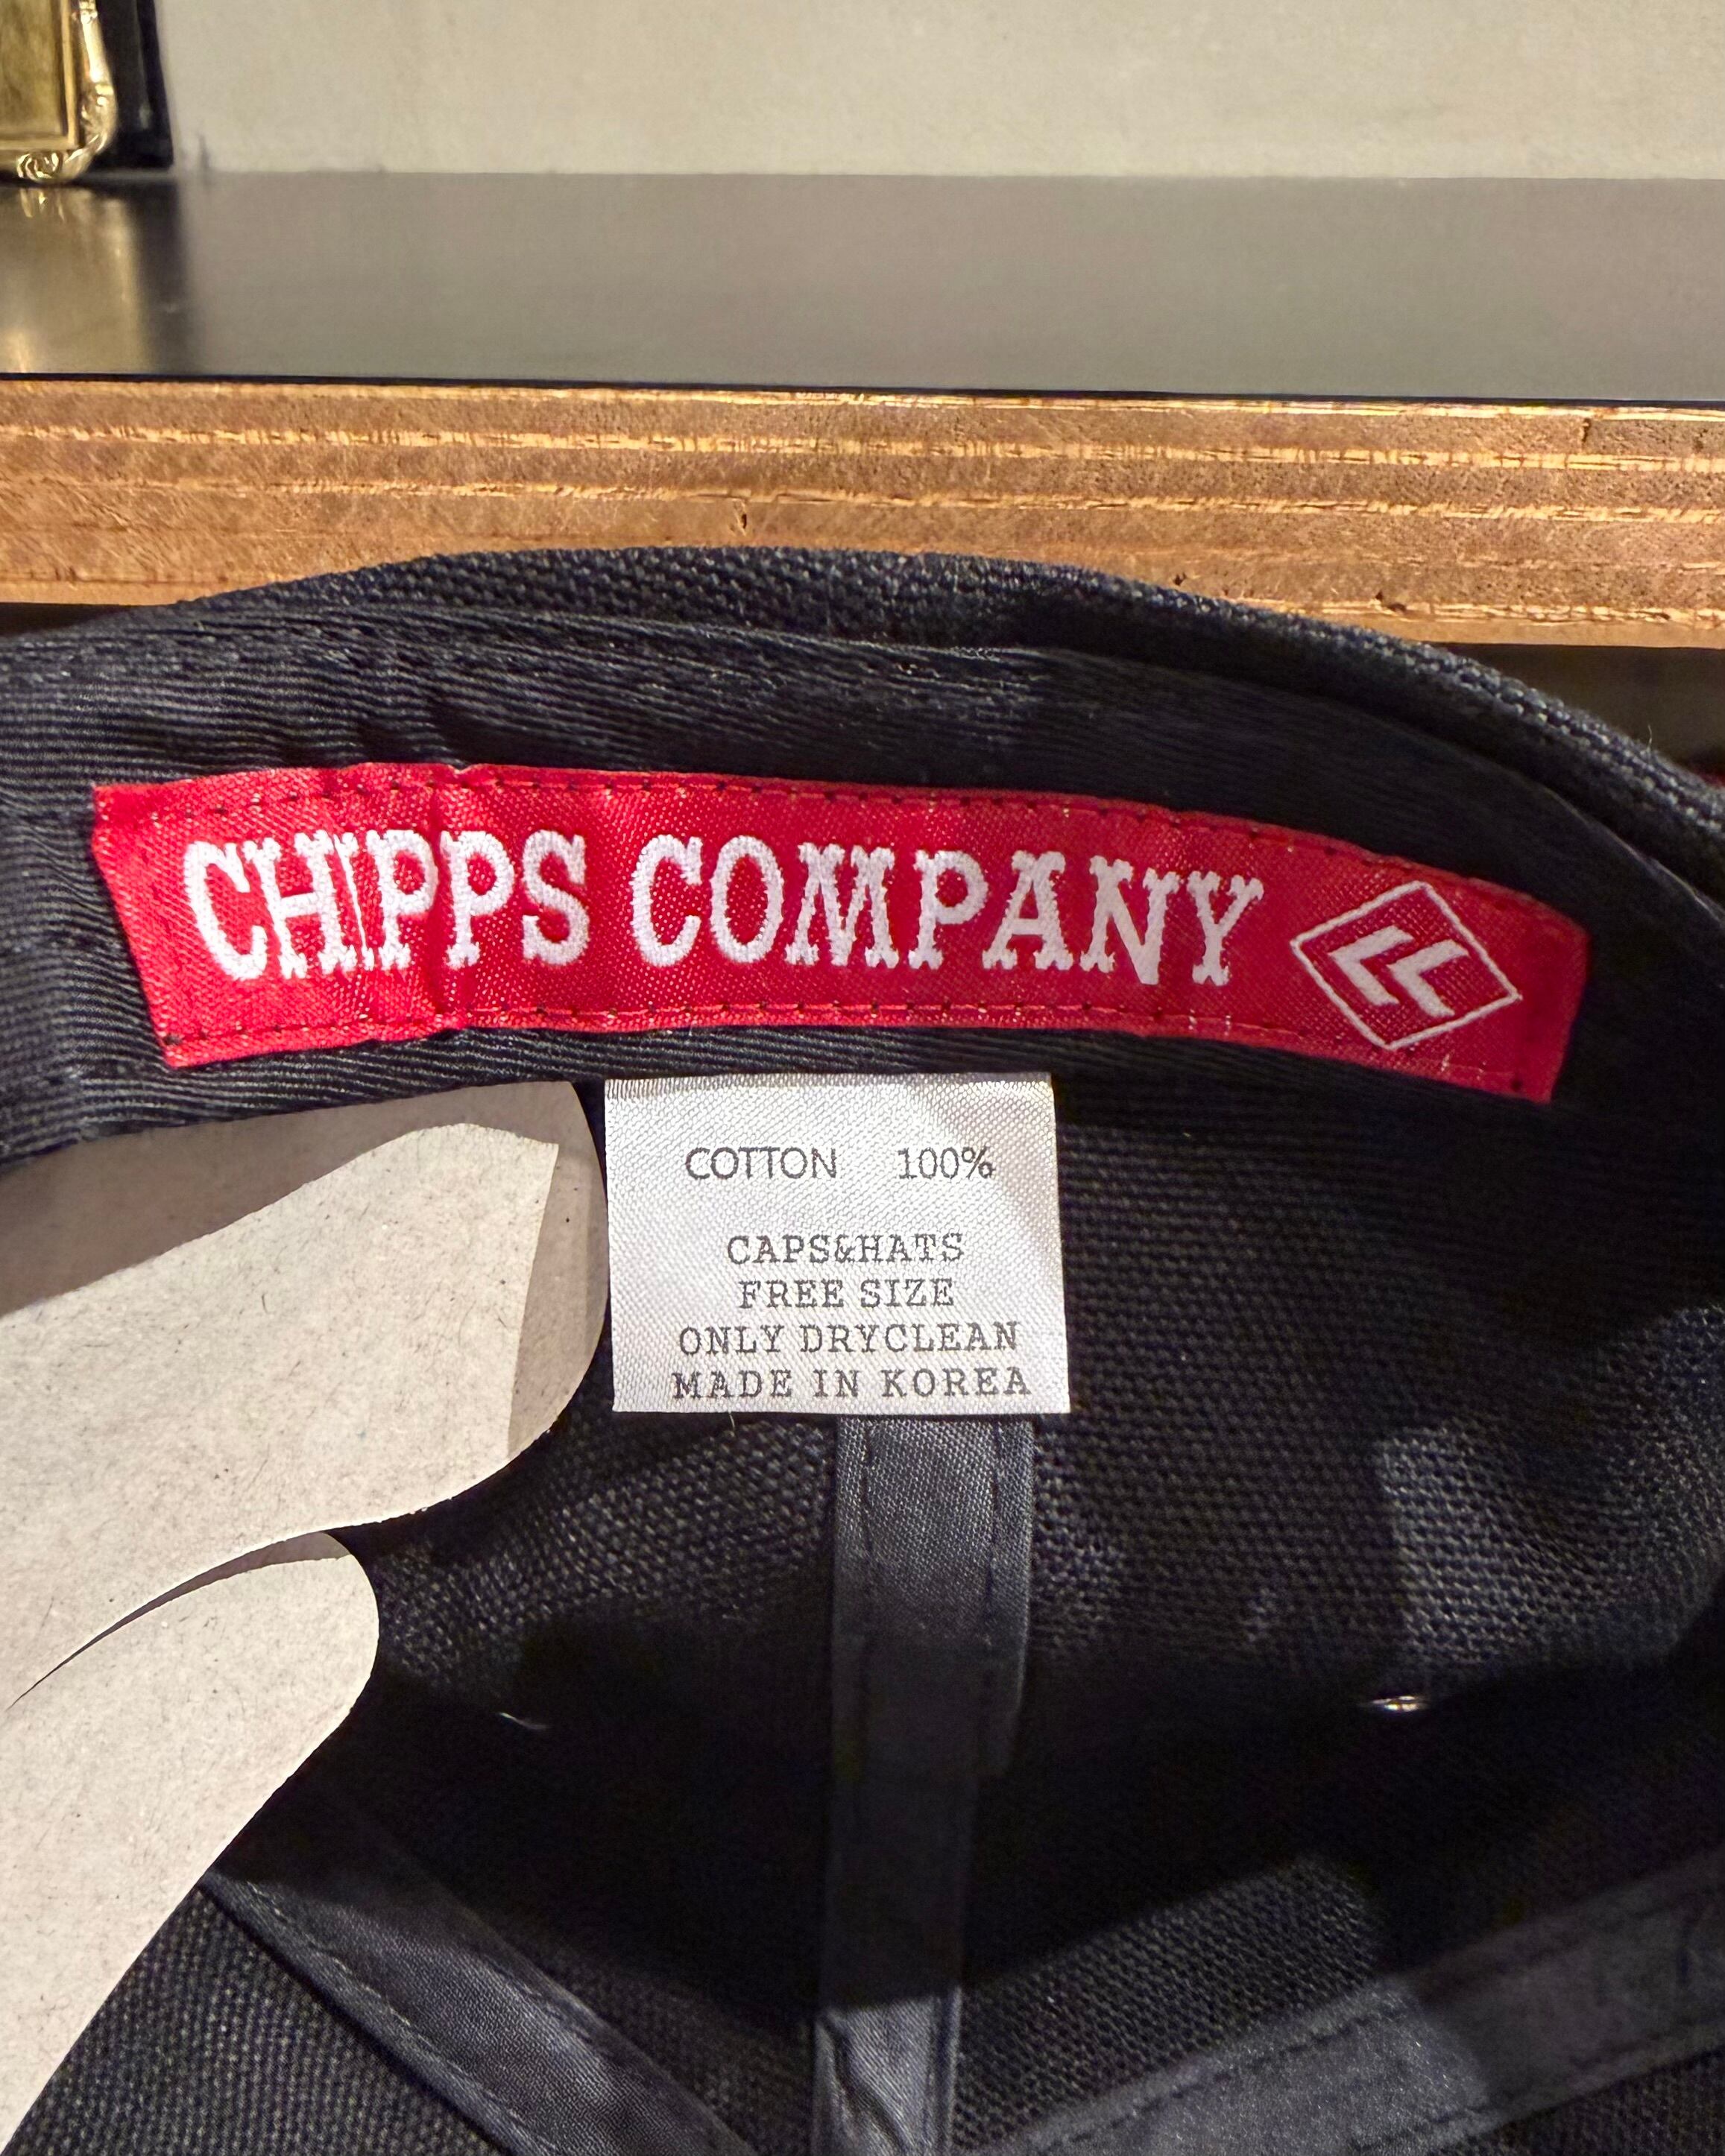 CHIPPS COMPANY
COTTON 100%
CAPS&HATS
FREE SIZE
ONLY DRYCLEAN
MADE IN KOREA